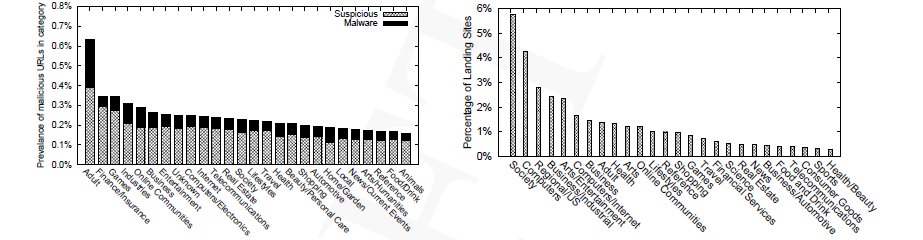 Prevalance of malicious URLs in category
0.8%
0.7%
0.6%
0.5%
0.4%
0.3%
0.2%
0.1%
0.0%
Suspicious
Malware
Adult
Finance/Insurance
Games
Industries
Online Communities
Business
Entertainment
Unknown
Computers/Electronics
Internet
Telecommunications
Real Estate
Society
Lifestyles
Travel
Health
Beauty/Personal Care
Shopping
Automotive
Home/Garden
Local
News/Current Events
Arts/Humanities
Reference
Food/Drink
Animals
Percentage of Landing Sites
6%
5%
4%
3%
2%
1%
0%
Society
Computers
Regional/US
Business/Industrial
Arts/Entertainment
Computers/Internet
Business
Adult
Health
Arts
Online Communities
Lifestyles
Reference
Shopping
Games
Travel
Financial Services
Science
Real Estate
News
Business/Automotive
Food and Drink
Telecommunications
Consumer Goods
Sports
Health/Beauty